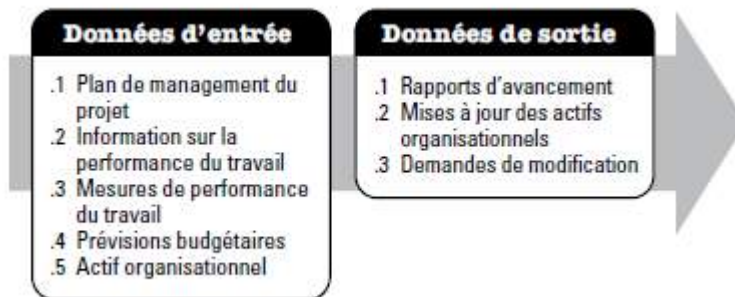 Données d'entrée
.1 Plan de management du
projet
.2 Information sur la
performance du travail
.3 Mesures de performance
du travail
.4 Prévisions budgétaires
.5 Actif organisationnel
Données de sortie
.1 Rapports d'avancement
.2 Mises à jour des actifs
organisationnels
.3 Demandes de modification